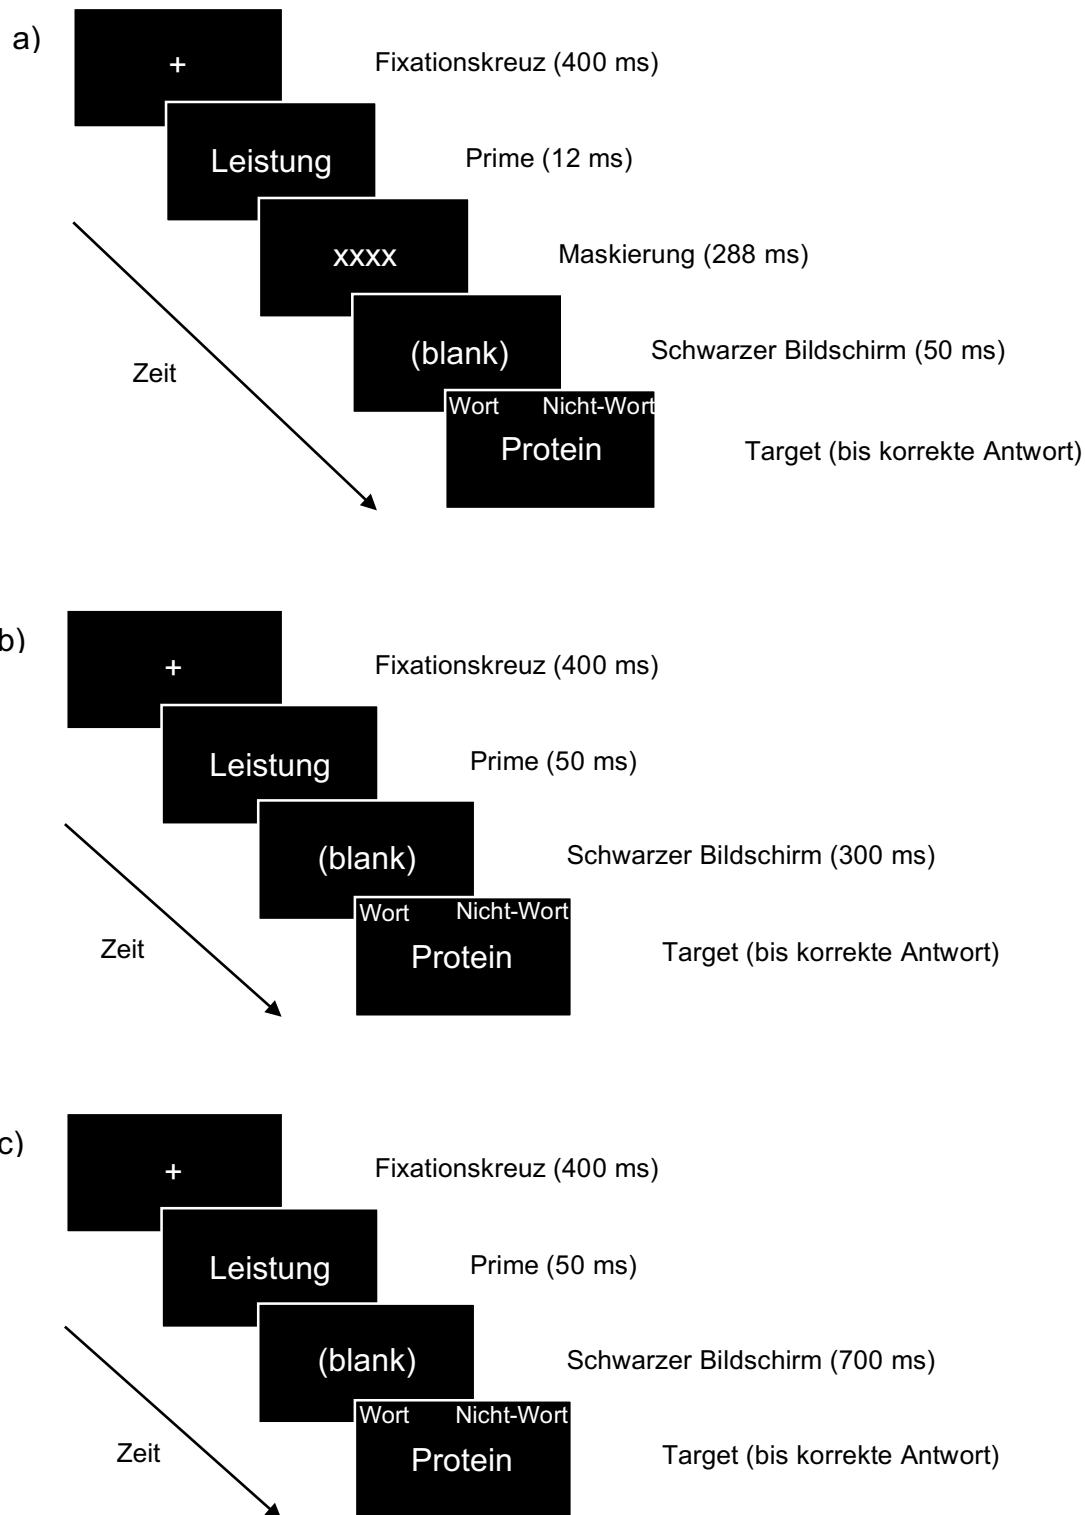 a)
+
Fixationskreuz (400 ms)
Leistung
Prime (12 ms)
xxxx
Maskierung (288 ms)
(blank)
Schwarzer Bildschirm (50 ms)
Zeit
Wort Nicht-Wort
Protein
Target (bis korrekte Antwort)
b)
+
Fixationskreuz (400 ms)
Leistung
Prime (50 ms)
(blank)
Schwarzer Bildschirm (300 ms)
Zeit
Wort Nicht-Wort
Protein
Target (bis korrekte Antwort)
c)
+
Fixationskreuz (400 ms)
Leistung
Prime (50 ms)
(blank)
Schwarzer Bildschirm (700 ms)
Zeit
Wort Nicht-Wort
Protein
Target (bis korrekte Antwort)